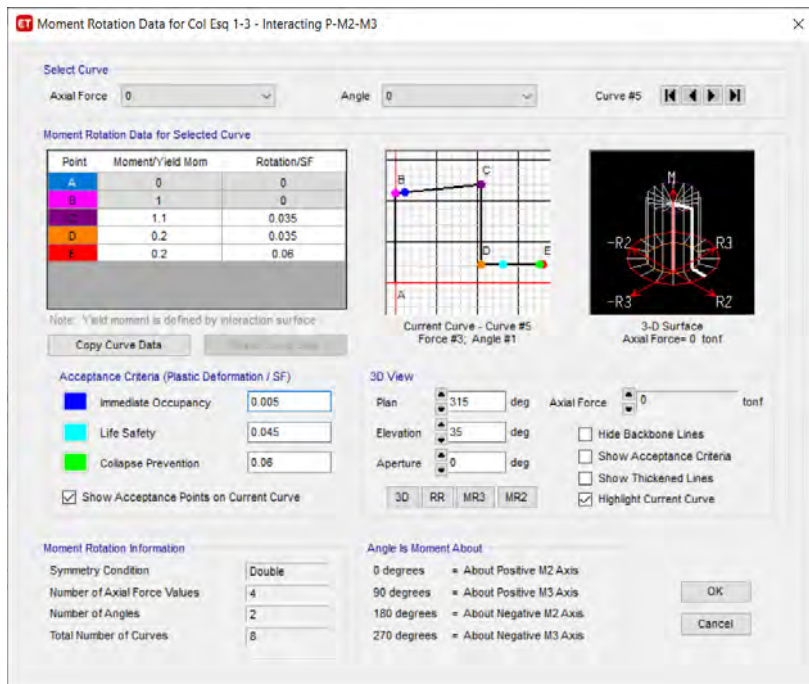 ET Moment Rotation Data for Col Esq 1-3 - Interacting P-M2-M3
Select Curve
Axial Force 0 Angle 0 Curve #5
Moment Rotation Data for Selected Curve
Point Moment/Yield Mom Rotation/SF
A 0 0
B 1 0
C 1.1 0.035
D 0.2 0.035
E 0.2 0.06
Note: Yield moment is defined by interaction surface
Copy Curve Data
B C
D E
A
Current Curve - Curve #5
Force #3; Angle #1
M
-R2 R3
-R3 R2
3-D Surface
Axial Force= 0 tonf
Acceptance Criteria (Plastic Deformation / SF)
Immediate Occupancy 0.005
Life Safety 0.045
Collapse Prevention 0.06
Show Acceptance Points on Current Curve
3D View
Plan 315 deg Axial Force 0 tonf
Elevation 35 deg
Aperture 0 deg
3D RR MR3 MR2
Hide Backbone Lines
Show Acceptance Criteria
Show Thickened Lines
Highlight Current Curve
Moment Rotation Information
Symmetry Condition Double
Number of Axial Force Values 4
Number of Angles 2
Total Number of Curves 8
Angle Is Moment About
0 degrees = About Positive M2 Axis
90 degrees = About Positive M3 Axis
180 degrees = About Negative M2 Axis
270 degrees = About Negative M3 Axis
OK
Cancel